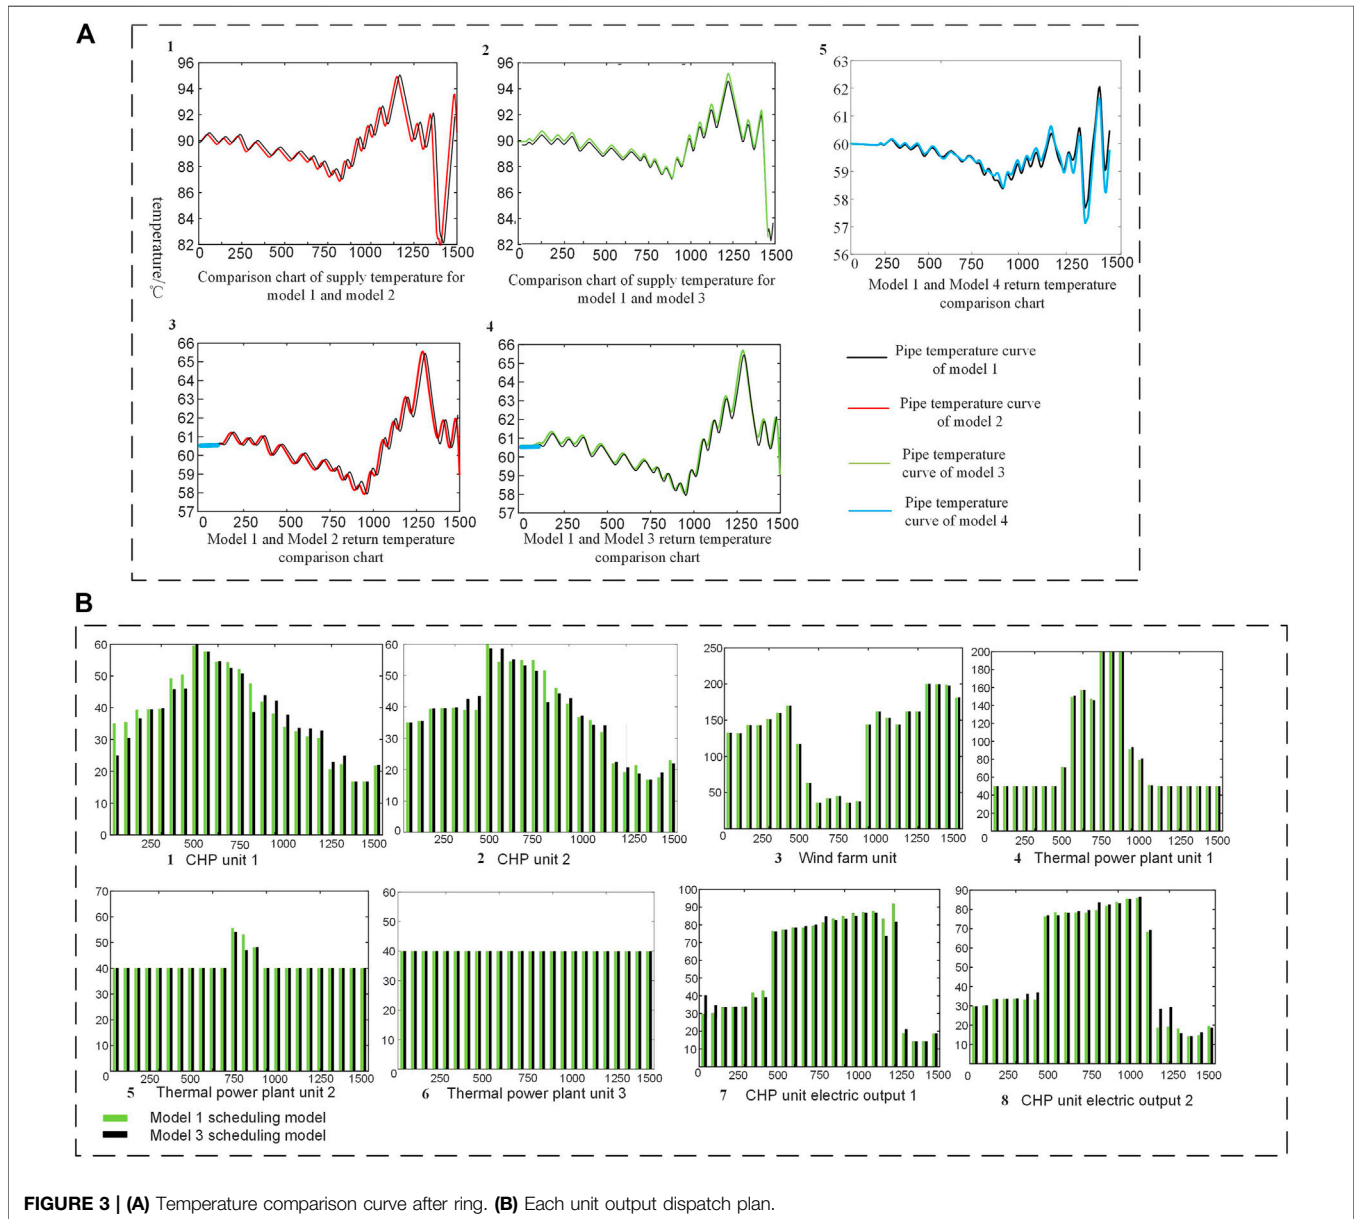 A
1
96
94
92
90
88
86
84
82
0 250 500 750 1000 1250 1500
Comparison chart of supply temperature for
model 1 and model 2
2
96
94
92
90
88
86
84
82
0 250 500 750 1000 1250 1500
Comparison chart of supply temperature for
model 1 and model 3
5
63
62
61
60
59
58
57
56
0 250 500 750 1000 1250 1500
Model 1 and Model 4 return temperature
comparison chart
temperature/℃
3
66
65
64
63
62
61
60
59
58
57
0 250 500 750 1000 1250 1500
Model 1 and Model 2 return temperature
comparison chart
4
66
65
64
63
62
61
60
59
58
57
0 250 500 750 1000 1250 1500
Model 1 and Model 3 return temperature
comparison chart
Pipe temperature curve
of model 1
Pipe temperature curve
of model 2
Pipe temperature
curve of model 3
Pipe temperature
curve of model 4
B
60
50
40
30
20
10
0
250 500 750 1000 1250 1500
1 CHP unit 1
60
50
40
30
20
10
0
250 500 750 1000 1250 1500
2 CHP unit 2
250
200
150
100
50
250 500 750 1000 1250 1500
3 Wind farm unit
200
180
160
140
120
100
80
60
40
20
0
250 500 750 1000 1250 1500
4 Thermal power plant unit 1
70
60
50
40
30
20
10
0
250 500 750 1000 1250 1500
5 Thermal power plant unit 2
60
50
40
30
20
10
0
250 500 750 1000 1250 1500
6 Thermal power plant unit 3
100
90
80
70
60
50
40
30
20
10
0 250 500 750 1000 1250 1500
7 CHP unit electric output 1
90
80
70
60
50
40
30
20
10
0 250 500 750 1000 1250 1500
8 CHP unit electric output 2
Model 1 scheduling model
Model 3 scheduling model
FIGURE 3 | (A) Temperature comparison curve after ring. (B) Each unit output dispatch plan.